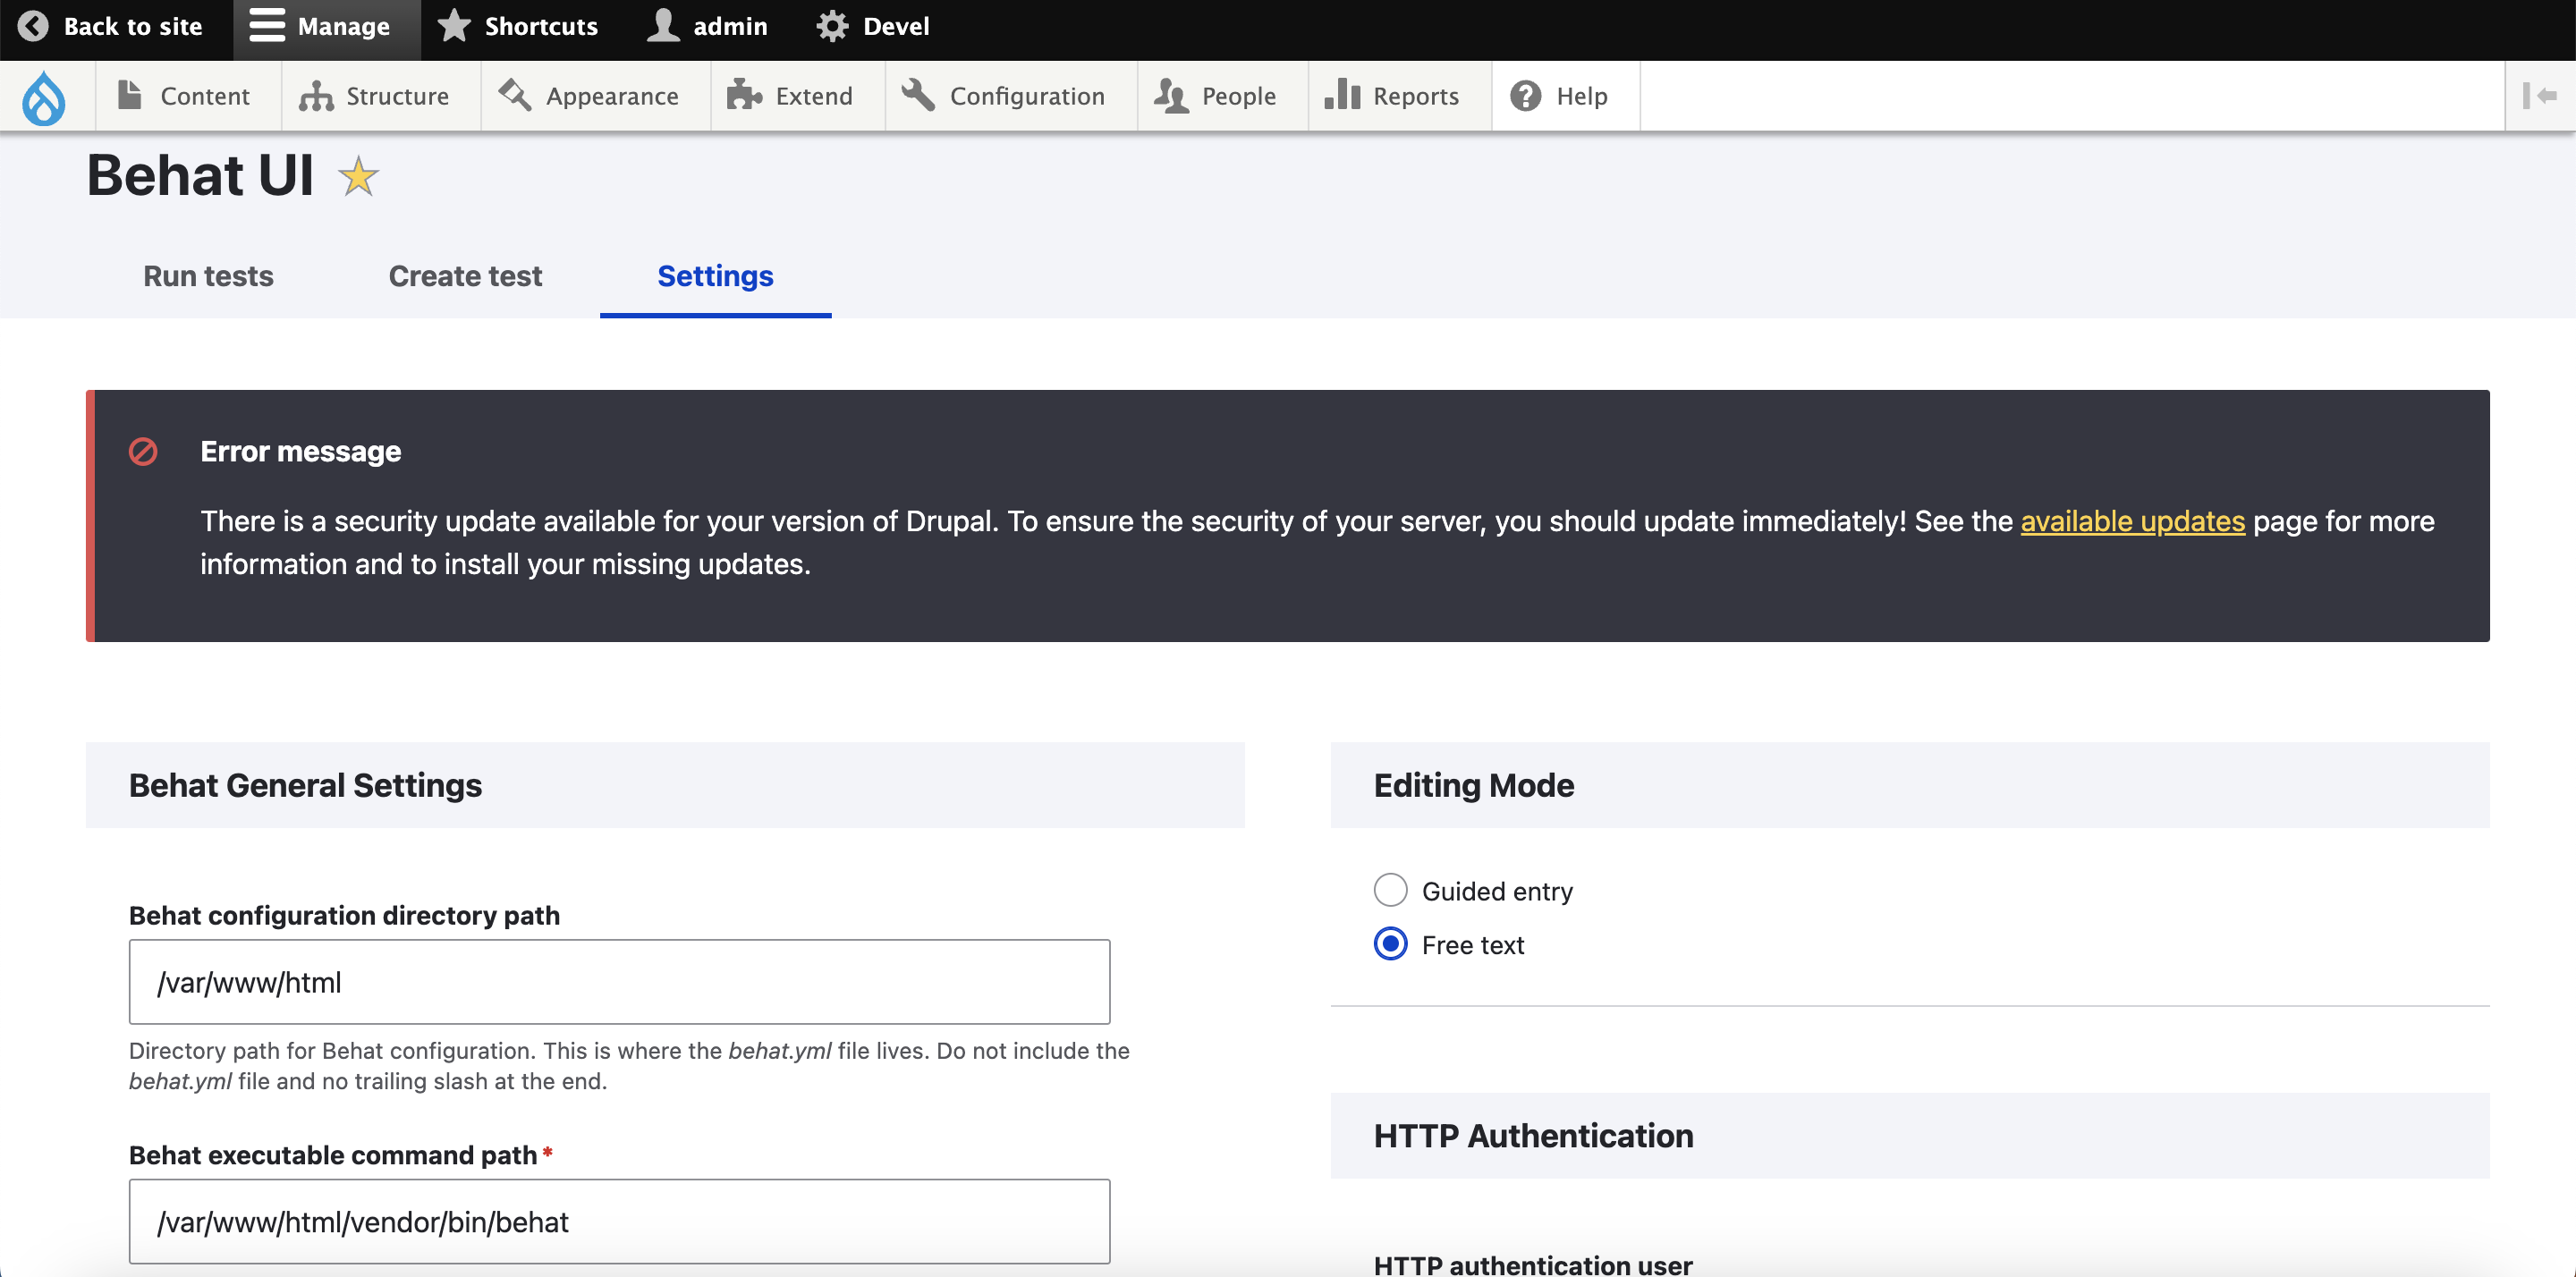 Back to site Manage Shortcuts admin Devel
Content Structure Appearance Extend Configuration People Reports Help
Behat UI
Run tests Create test Settings
Error message
There is a security update available for your version of Drupal. To ensure the security of your server, you should update immediately! See the available updates page for more
information and to install your missing updates.
Behat General Settings
Behat configuration directory path
/var/www/html
Directory path for Behat configuration. This is where the behat.yml file lives. Do not include the
behat.yml file and no trailing slash at the end.
Behat executable command path*
/var/www/html/vendor/bin/behat
Editing Mode
Guided entry
Free text
HTTP Authentication
HTTP authentication user